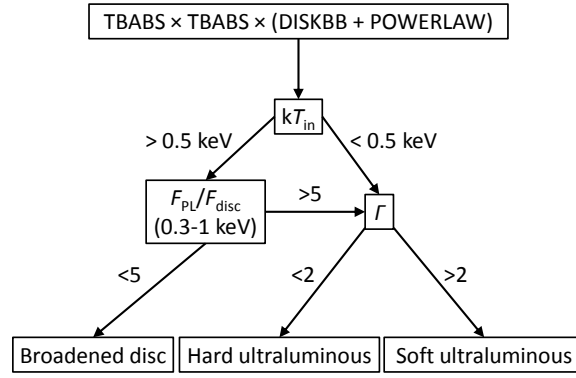 TBABS × TBABS × (DISKBB + POWERLAW)
kTin
> 0.5 keV
< 0.5 keV
FPL/Fdisc
(0.3-1 keV)
>5
Γ
<5
<2
>2
Broadened disc
Hard ultraluminous
Soft ultraluminous